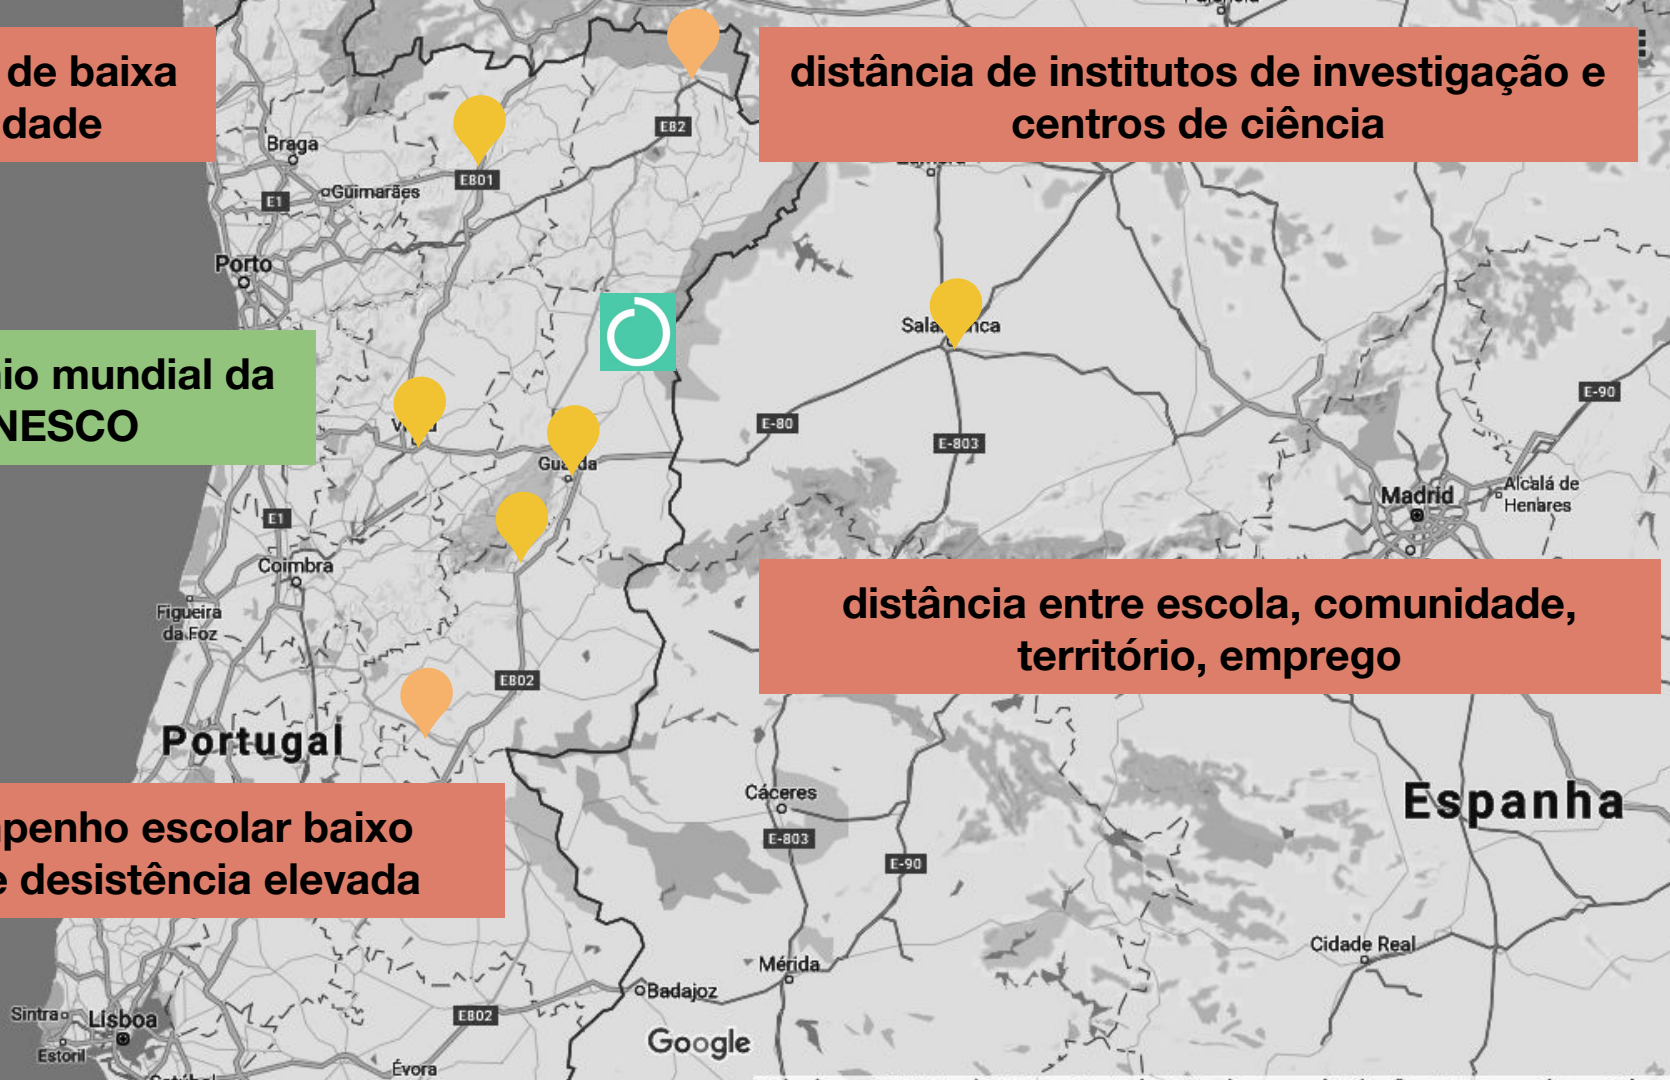 de baixa
dade
distância de institutos de investigação e
centros de ciência
E82
Braga
E801
Guimarães
E1
Porto
Salamanca
io mundial da
NESCO
E-80
E-803
E-90
Guarda
Madrid
Alcalá de
Henares
E1
Coimbra
Figueira
da Foz
distância entre escola, comunidade,
território, emprego
E802
Portugal
Cáceres
Espanha
penho escolar baixo
e desistência elevada
E-803
E-90
Cidade Real
Mérida
Badajoz
Sintra
Lisboa
E802
Estoril
Google
Évora